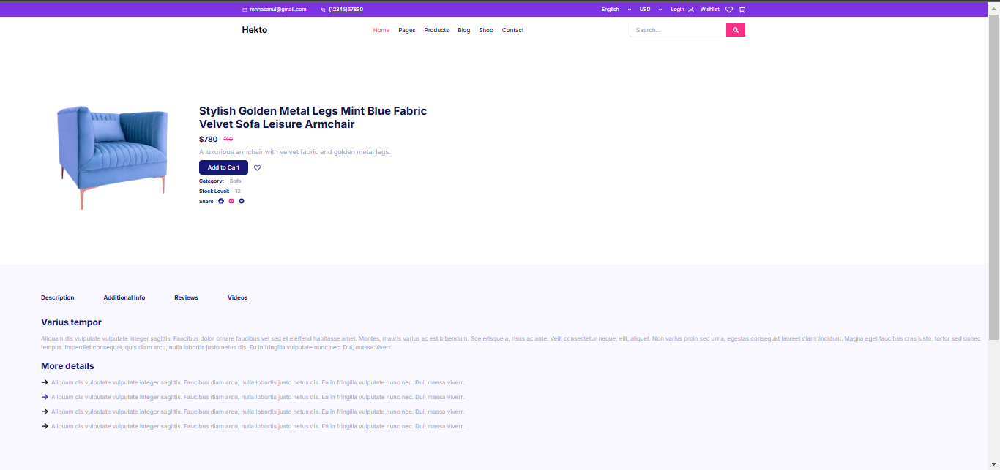 mhhasanul@gmail.com (12345)67890 English USD Login Wishlist
Hekto Home Pages Products Blog Shop Contact Search...
Stylish Golden Metal Legs Mint Blue Fabric
Velvet Sofa Leisure Armchair
$780 %0
A luxurious armchair with velvet fabric and golden metal legs.
Add to Cart
Category: Sofa
Stock Level: 12
Share
Description Additional Info Reviews Videos
Varius tempor
Aliquam dis vulputate vulputate integer sagittis. Faucibus dolor ornare faucibus vel sed et eleifend habitasse amet. Montes, mauris varius ac est bibendum. Scelerisque a, risus ac ante. Velit consectetur neque, elit, aliquet. Non varius proin sed urna, egestas consequat laoreet diam tincidunt. Magna eget faucibus cras justo, tortor sed donec
tempus. Imperdiet consequat, quis diam arcu, nulla lobortis justo netus dis. Eu in fringilla vulputate nunc nec. Dui, massa viverr.
More details
Aliquam dis vulputate vulputate integer sagittis. Faucibus diam arcu, nulla lobortis justo netus dis. Eu in fringilla vulputate nunc nec. Dui, massa viverr.
Aliquam dis vulputate vulputate integer sagittis. Faucibus diam arcu, nulla lobortis justo netus dis. Eu in fringilla vulputate nunc nec. Dui, massa viverr.
Aliquam dis vulputate vulputate integer sagittis. Faucibus diam arcu, nulla lobortis justo netus dis. Eu in fringilla vulputate nunc nec. Dui, massa viverr.
Aliquam dis vulputate vulputate integer sagittis. Faucibus diam arcu, nulla lobortis justo netus dis. Eu in fringilla vulputate nunc nec. Dui, massa viverr.